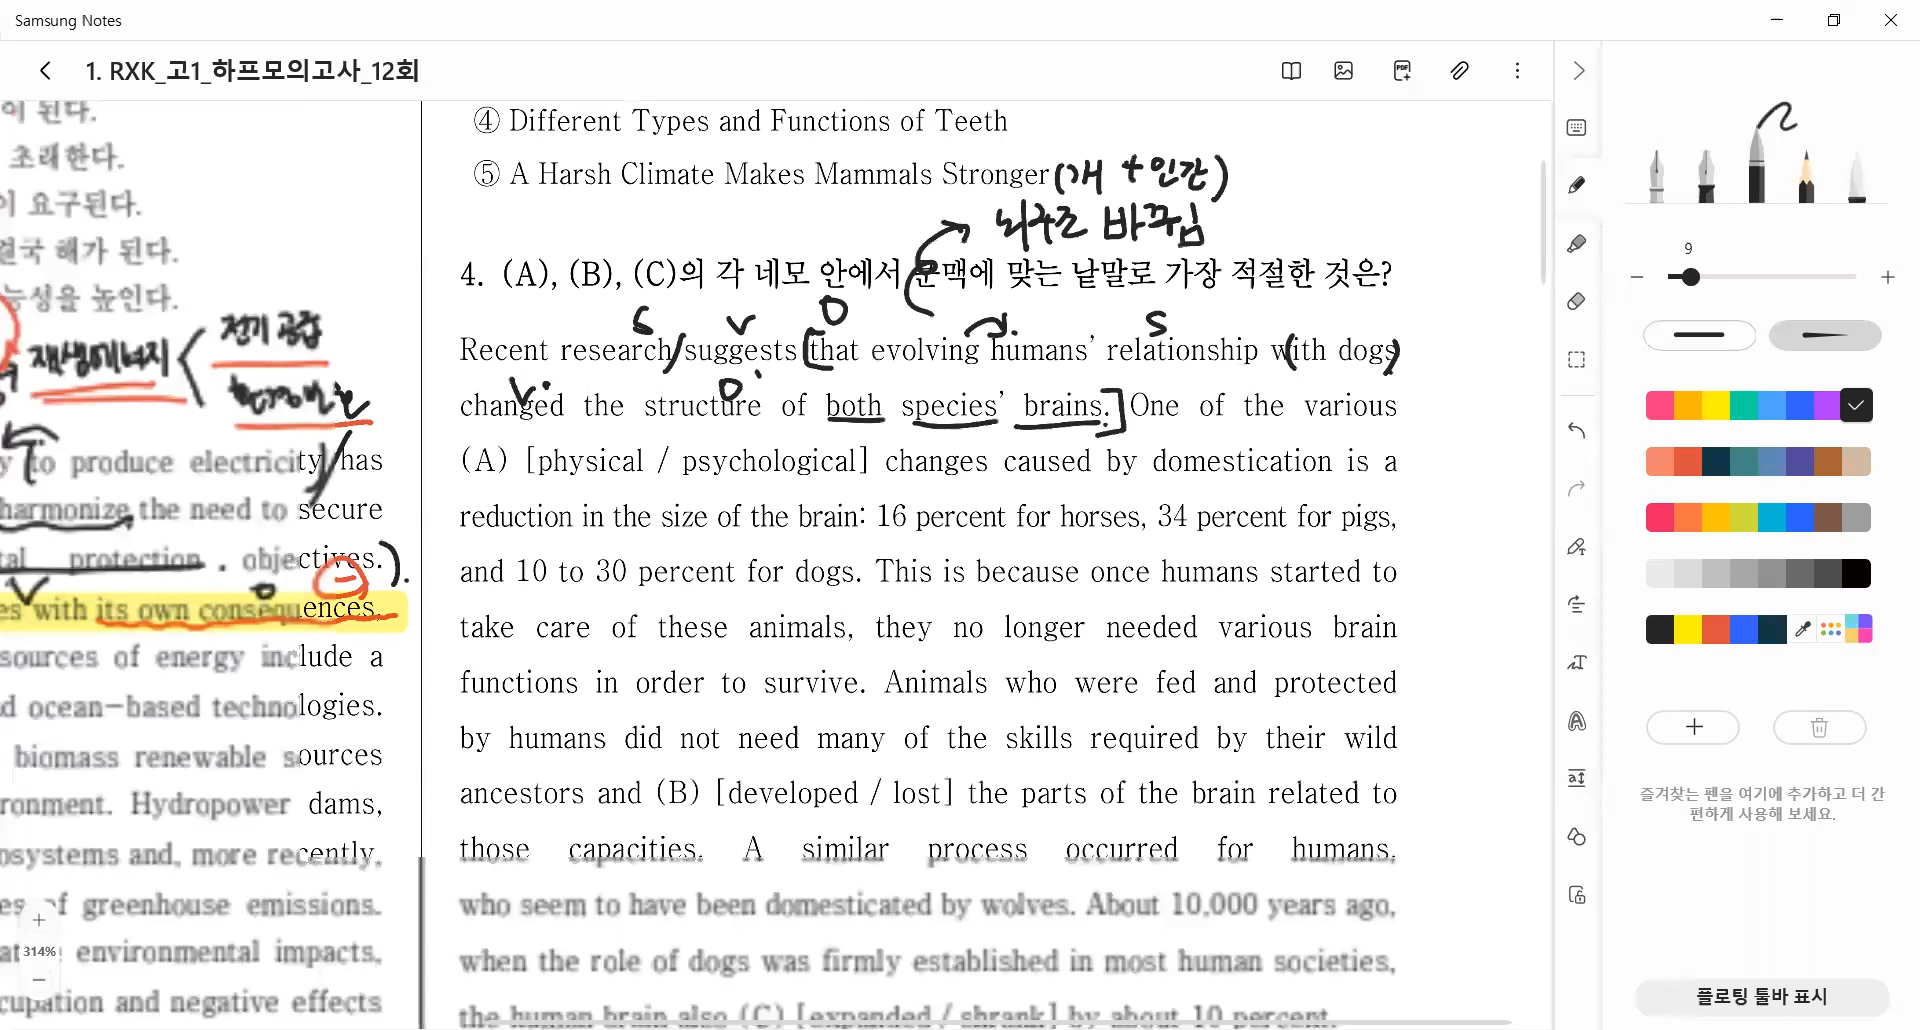 Samsung Notes
1. RXK_고1_하프모의고사_12회
이 된다.
초래한다.
이 요구된다.
결국 해가 된다.
능성을 높인다.
재생에너지
전기 공급
y to produce electricity has
harmonize the need to secure
tal protection objectives.
es with its own consequences,
sources of energy include a
d ocean-based technologies.
biomass renewable sources
ronment. Hydropower dams,
osystems and, more recently,
es of greenhouse emissions.
environmental impacts,
cupation and negative effects
314%
④ Different Types and Functions of Teeth
⑤ A Harsh Climate Makes Mammals Stronger
(개 + 인간)
뇌구조 바뀜
4. (A), (B), (C)의 각 네모 안에서 문맥에 맞는 낱말로 가장 적절한 것은?
S V O S
Recent research suggests that evolving humans' relationship with dogs
V O
changed the structure of both species' brains. One of the various
(A) [physical / psychological] changes caused by domestication is a
reduction in the size of the brain: 16 percent for horses, 34 percent for pigs,
and 10 to 30 percent for dogs. This is because once humans started to
take care of these animals, they no longer needed various brain
functions in order to survive. Animals who were fed and protected
by humans did not need many of the skills required by their wild
ancestors and (B) [developed / lost] the parts of the brain related to
those capacities. A similar process occurred for humans,
who seem to have been domesticated by wolves. About 10,000 years ago,
when the role of dogs was firmly established in most human societies,
the human brain also (C) [expanded / shrank] by about 10 percent.
9
즐겨찾는 펜을 여기에 추가하고 더 간
편하게 사용해 보세요.
플로팅 툴바 표시